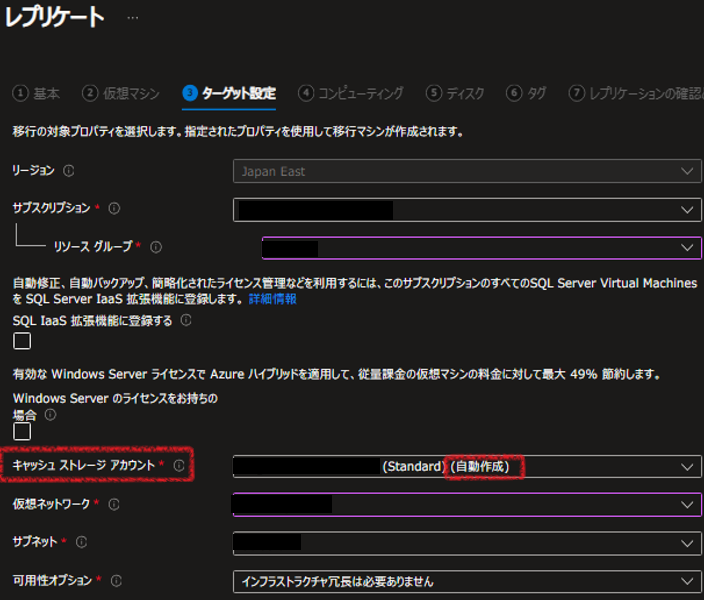 レプリケート ...
1 基本 2 仮想マシン 3 ターゲット設定 4 コンピューティング 5 ディスク 6 タグ 7 レプリケーションの確認
移行の対象プロパティを選択します。指定されたプロパティを使用して移行マシンが作成されます。
リージョン Japan East
サブスクリプション *
リソース グループ *
自動修正、自動バックアップ、簡略化されたライセンス管理などを利用するには、このサブスクリプションのすべてのSQL Server Virtual Machines
を SQL Server IaaS 拡張機能に登録します。 詳細情報
SQL IaaS 拡張機能に登録する
有効な Windows Server ライセンスで Azure ハイブリッドを適用して、従量課金の仮想マシンの料金に対して最大 49% 節約します。
Windows Server のライセンスをお持ちの
場合
キャッシュ ストレージ アカウント * (Standard) (自動作成)
仮想ネットワーク *
サブネット *
可用性オプション * インフラストラクチャ冗長は必要ありません